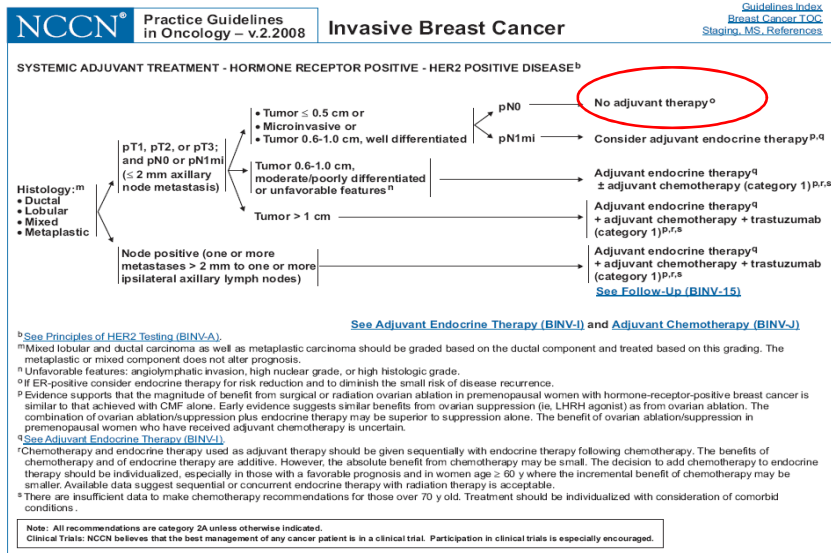 NCCN®
Practice Guidelines
in Oncology – v.2.2008
Invasive Breast Cancer
Guidelines Index
Breast Cancer TOC
Staging, MS, References
SYSTEMIC ADJUVANT TREATMENT - HORMONE RECEPTOR POSITIVE - HER2 POSITIVE DISEASEᵇ
Histology:ᵐ
• Ductal
• Lobular
• Mixed
• Metaplastic
pT1, pT2, or pT3;
and pN0 or pN1mi
(≤ 2 mm axillary
node metastasis)
• Tumor ≤ 0.5 cm or
• Microinvasive or
• Tumor 0.6-1.0 cm, well differentiated
pN0
No adjuvant therapyᵒ
pN1mi
Consider adjuvant endocrine therapyᵖ,q
Tumor 0.6-1.0 cm,
moderate/poorly differentiated
or unfavorable featuresⁿ
Adjuvant endocrine therapyq
± adjuvant chemotherapy (category 1)ᵖ,ʳ,ˢ
Tumor > 1 cm
Adjuvant endocrine therapyq
+ adjuvant chemotherapy + trastuzumab
(category 1)ᵖ,ʳ,ˢ
Node positive (one or more
metastases > 2 mm to one or more
ipsilateral axillary lymph nodes)
Adjuvant endocrine therapyq
+ adjuvant chemotherapy + trastuzumab
(category 1)ᵖ,ʳ,ˢ
See Follow-Up (BINV-15)
See Adjuvant Endocrine Therapy (BINV-I) and Adjuvant Chemotherapy (BINV-J)
ᵇ See Principles of HER2 Testing (BINV-A).
ᵐ Mixed lobular and ductal carcinoma as well as metaplastic carcinoma should be graded based on the ductal component and treated based on this grading. The
metaplastic or mixed component does not alter prognosis.
ⁿ Unfavorable features: angiolymphatic invasion, high nuclear grade, or high histologic grade.
ᵒ If ER-positive consider endocrine therapy for risk reduction and to diminish the small risk of disease recurrence.
ᵖ Evidence supports that the magnitude of benefit from surgical or radiation ovarian ablation in premenopausal women with hormone-receptor-positive breast cancer is
similar to that achieved with CMF alone. Early evidence suggests similar benefits from ovarian suppression (ie, LHRH agonist) as from ovarian ablation. The
combination of ovarian ablation/suppression plus endocrine therapy may be superior to suppression alone. The benefit of ovarian ablation/suppression in
premenopausal women who have received adjuvant chemotherapy is uncertain.
q See Adjuvant Endocrine Therapy (BINV-I).
ʳ Chemotherapy and endocrine therapy used as adjuvant therapy should be given sequentially with endocrine therapy following chemotherapy. The benefits of
chemotherapy and of endocrine therapy are additive. However, the absolute benefit from chemotherapy may be small. The decision to add chemotherapy to endocrine
therapy should be individualized, especially in those with a favorable prognosis and in women age ≥ 60 y where the incremental benefit of chemotherapy may be
smaller. Available data suggest sequential or concurrent endocrine therapy with radiation therapy is acceptable.
ˢ There are insufficient data to make chemotherapy recommendations for those over 70 y old. Treatment should be individualized with consideration of comorbid
conditions .
Note: All recommendations are category 2A unless otherwise indicated.
Clinical Trials: NCCN believes that the best management of any cancer patient is in a clinical trial. Participation in clinical trials is especially encouraged.